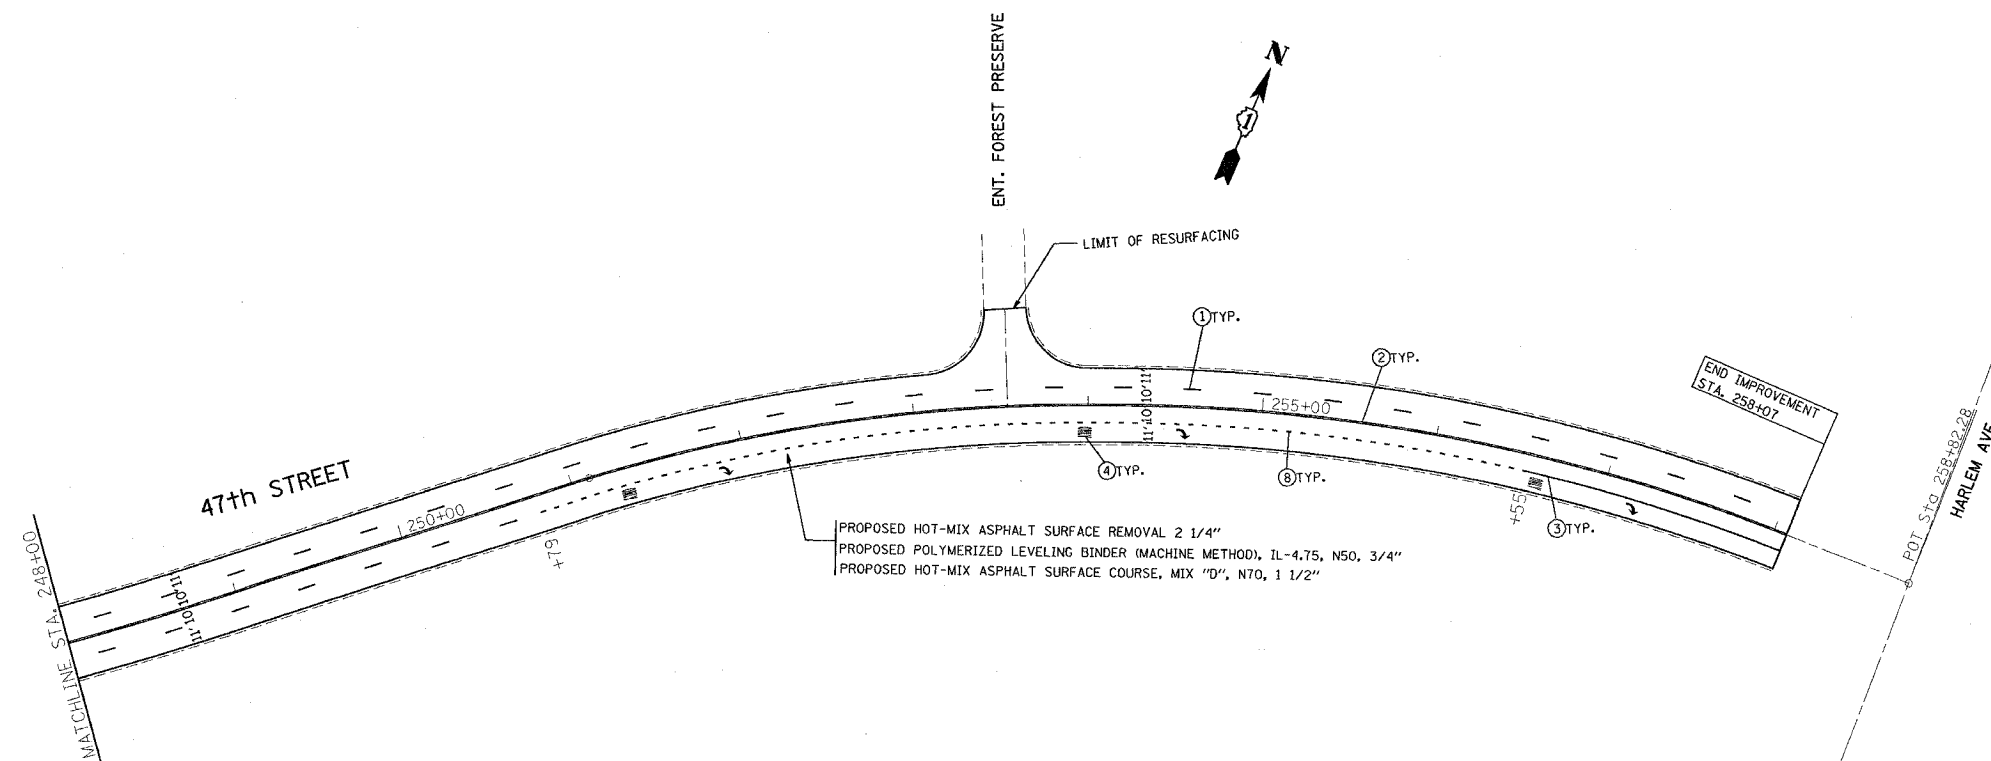 ENT. FOREST PRESERVE
N
1
LIMIT OF RESURFACING
1 TYP.
2 TYP.
END IMPROVEMENT
STA. 258+07
11' 10' 10' 11'
255+00
4 TYP.
8 TYP.
3 TYP.
+55
POT Sta 258+82.28
HARLEM AVE
47th STREET
250+00
+79
PROPOSED HOT-MIX ASPHALT SURFACE REMOVAL 2 1/4"
PROPOSED POLYMERIZED LEVELING BINDER (MACHINE METHOD), IL-4.75, N50, 3/4"
PROPOSED HOT-MIX ASPHALT SURFACE COURSE, MIX "D", N70, 1 1/2"
11' 10' 10' 11
MATCHLINE STA. 248+00